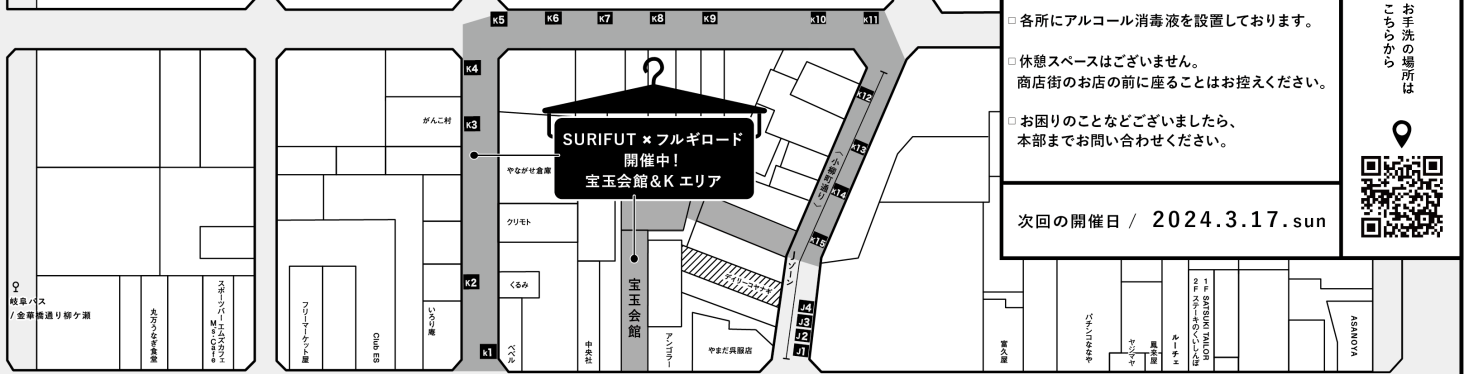 K5
K6
K7
K8
K9
K10
K11
K4
K3
K2
k1
K12
K13
K14
K15
J4
J3
J2
J1
SURIFUT × フルギロード
開催中！
宝玉会館&K エリア
〈小柳町通り〉
Jゾーン
がんこ村
やながせ倉庫
クリモト
くるみ
ベベル
中央社
宝玉会館
アンゴラー
デイリーコヤナギ
やまだ呉服店
岐阜バス
/ 金華橋通り柳ケ瀬
丸万うなぎ食堂
スポーツバーエムズカフェ
M's-Cafe
フリーマーケット屋
Club ES
いろり庵
富久屋
パチンコななや
ヤジマヤ
鳳来屋
ルーチェ
1F SATSUKI TAILOR
2F ステーキのくいしんぼ
ASANOYA
□ 各所にアルコール消毒液を設置しております。
□ 休憩スペースはございません。
商店街のお店の前に座ることはお控えください。
□ お困りのことなどございましたら、
本部までお問い合わせください。
次回の開催日 / 2024.3.17.sun
お手洗の場所は
こちらから